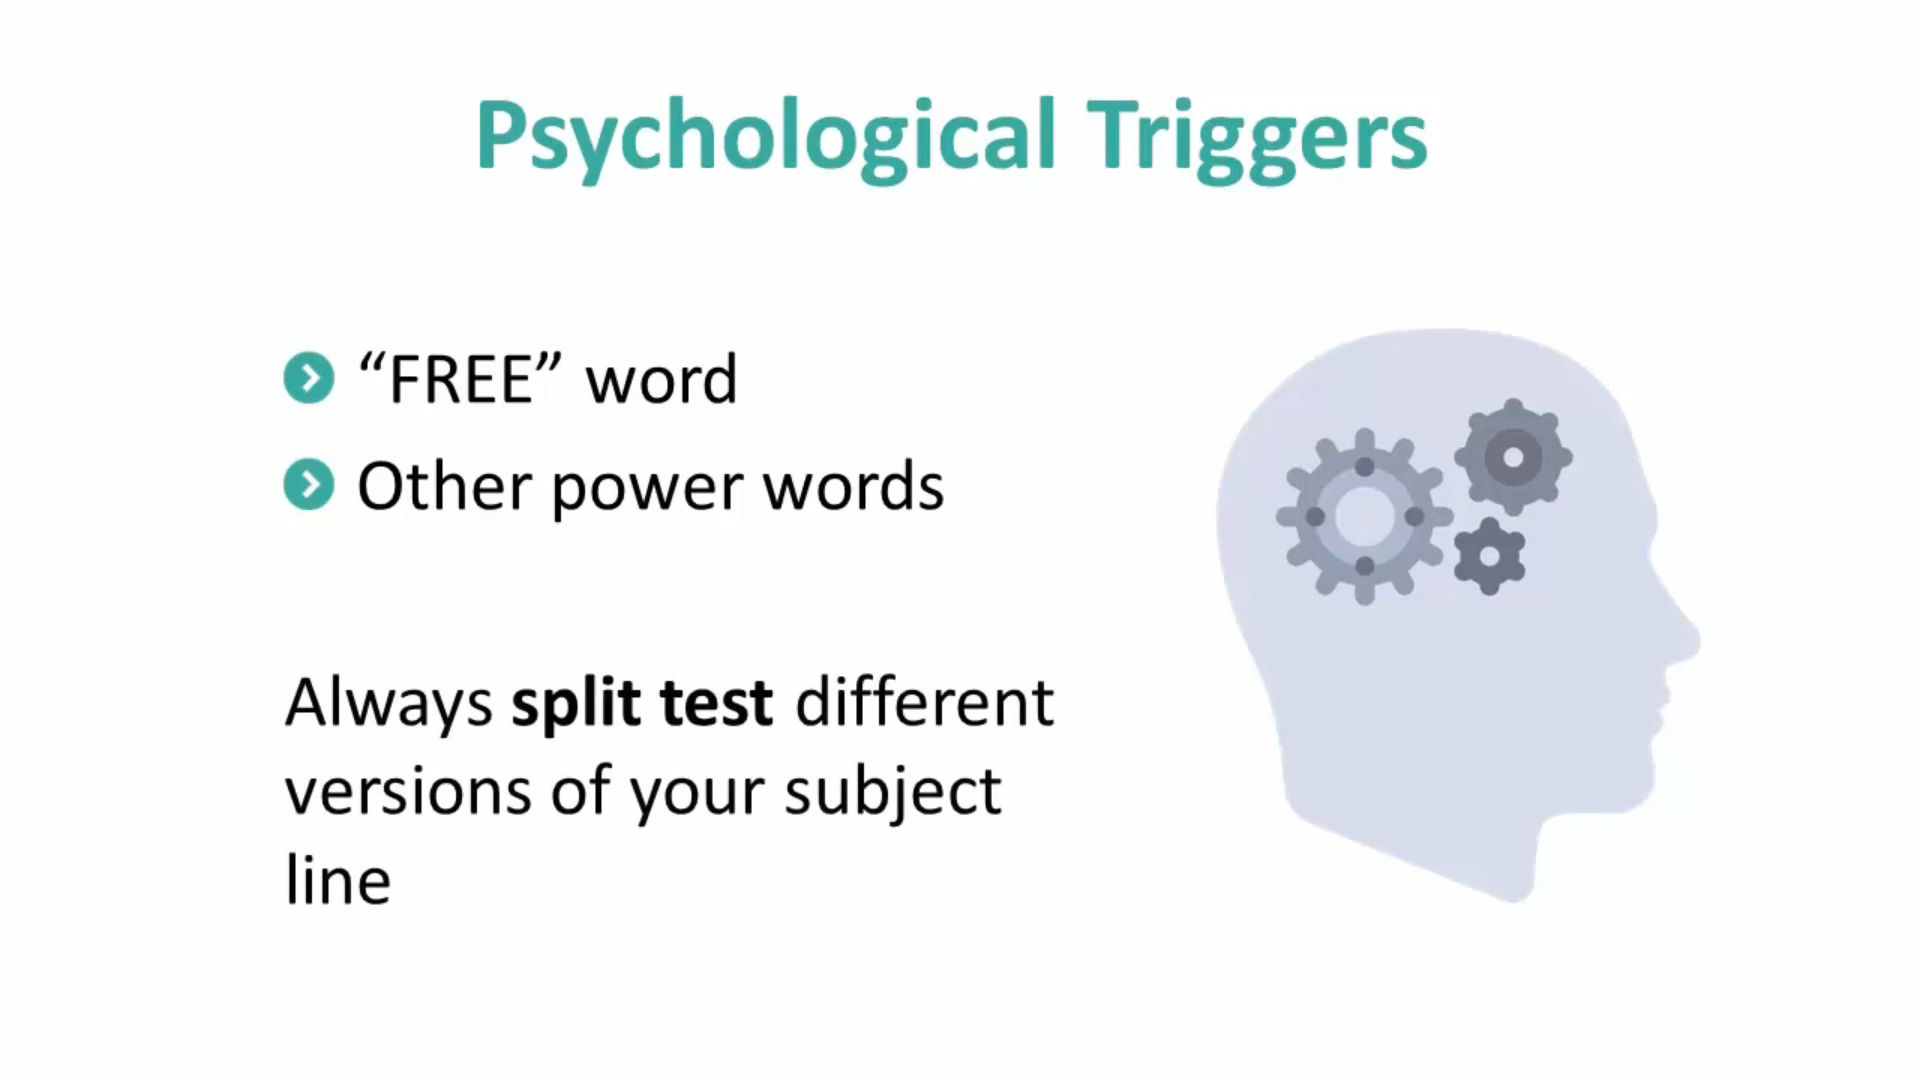 Psychological Triggers
“FREE” word
Other power words
Always split test different
versions of your subject
line